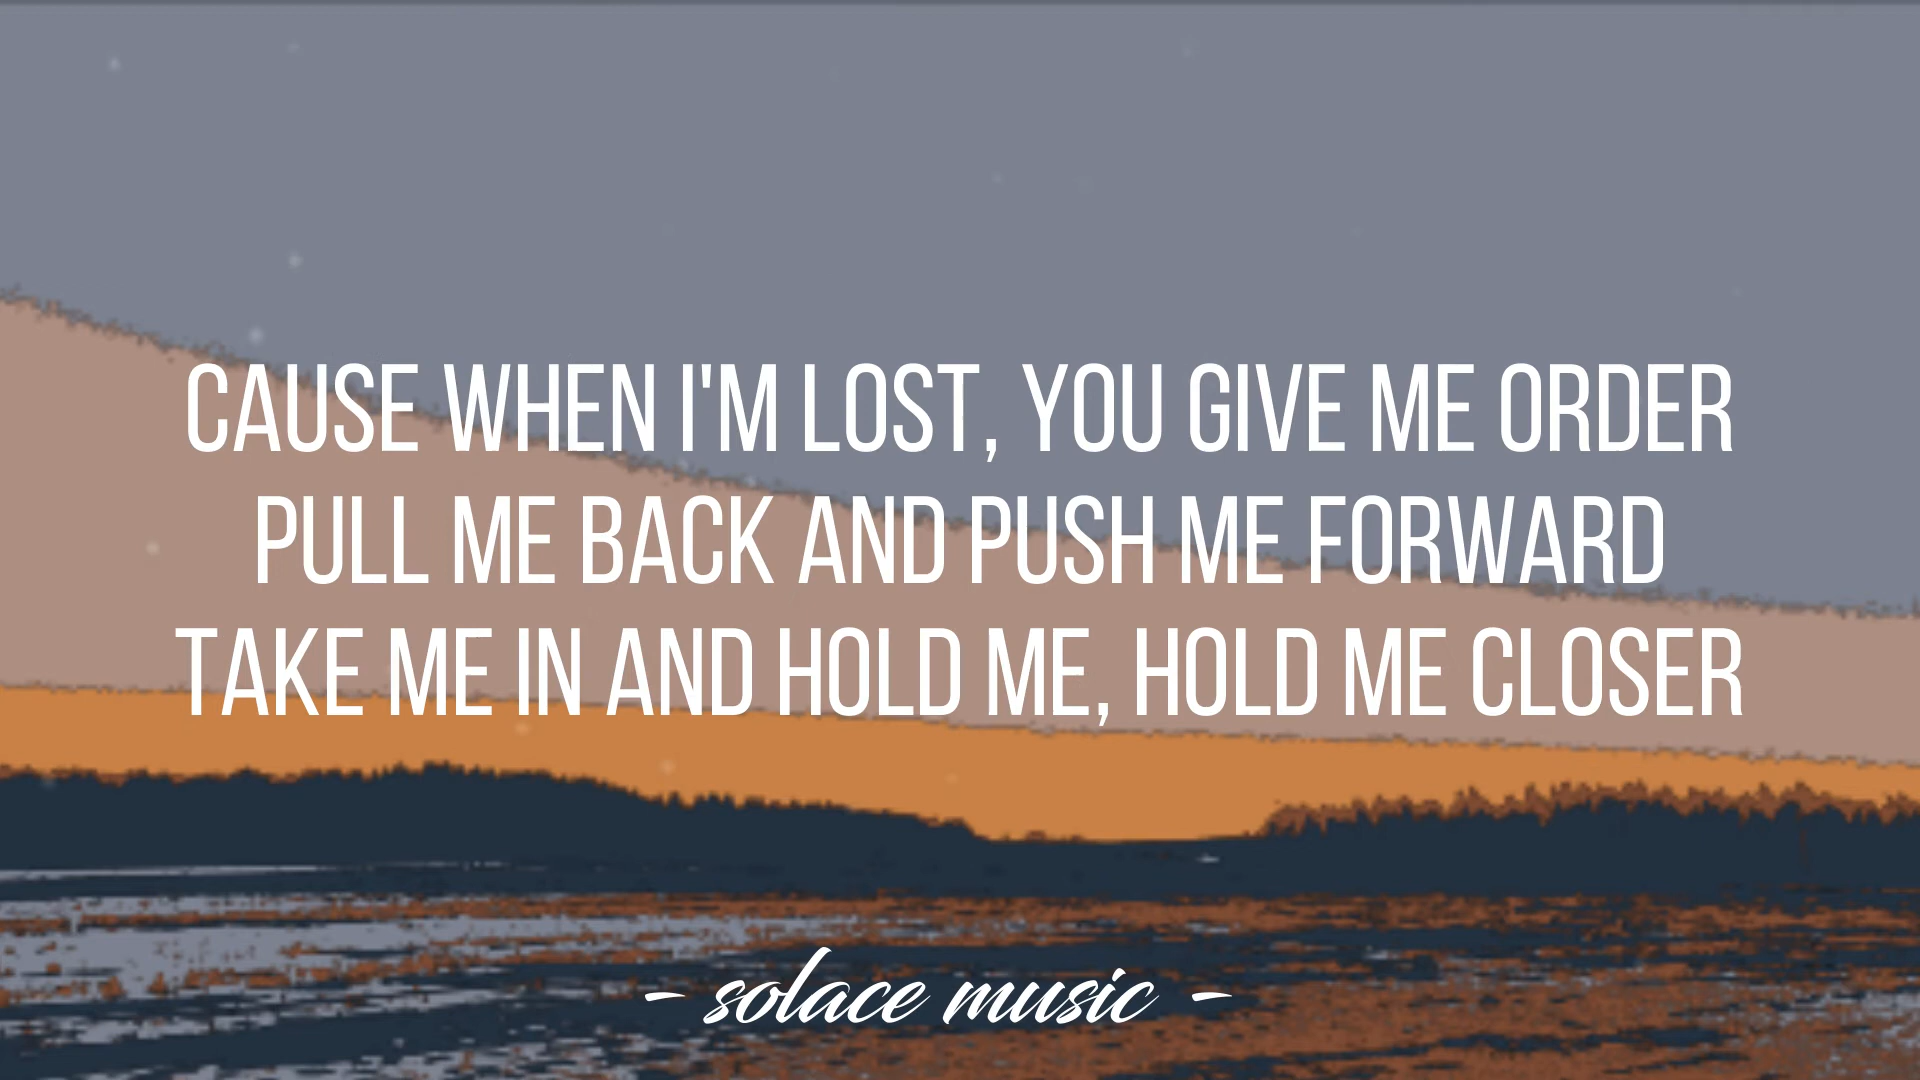 CAUSE WHEN I'M LOST, YOU GIVE ME ORDER
PULL ME BACK AND PUSH ME FORWARD
TAKE ME IN AND HOLD ME, HOLD ME CLOSER
- solace music -